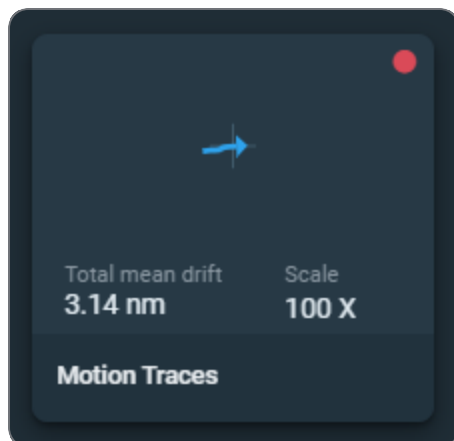 Total mean drift
3.14 nm
Scale
100 X
Motion Traces